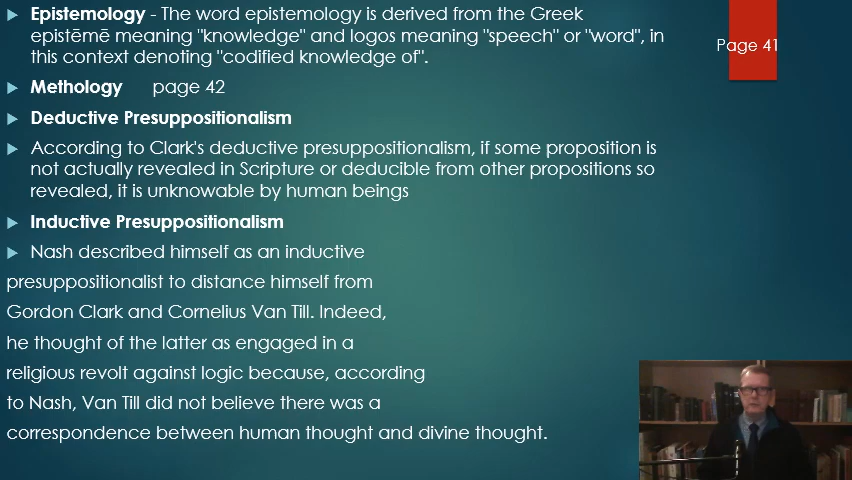 Epistemology - The word epistemology is derived from the Greek
epistēmē meaning "knowledge" and logos meaning "speech" or "word", in
this context denoting "codified knowledge of".
Page 41
Methology page 42
Deductive Presuppositionalism
According to Clark's deductive presuppositionalism, if some proposition is
not actually revealed in Scripture or deducible from other propositions so
revealed, it is unknowable by human beings
Inductive Presuppositionalism
Nash described himself as an inductive
presuppositionalist to distance himself from
Gordon Clark and Cornelius Van Till. Indeed,
he thought of the latter as engaged in a
religious revolt against logic because, according
to Nash, Van Till did not believe there was a
correspondence between human thought and divine thought.